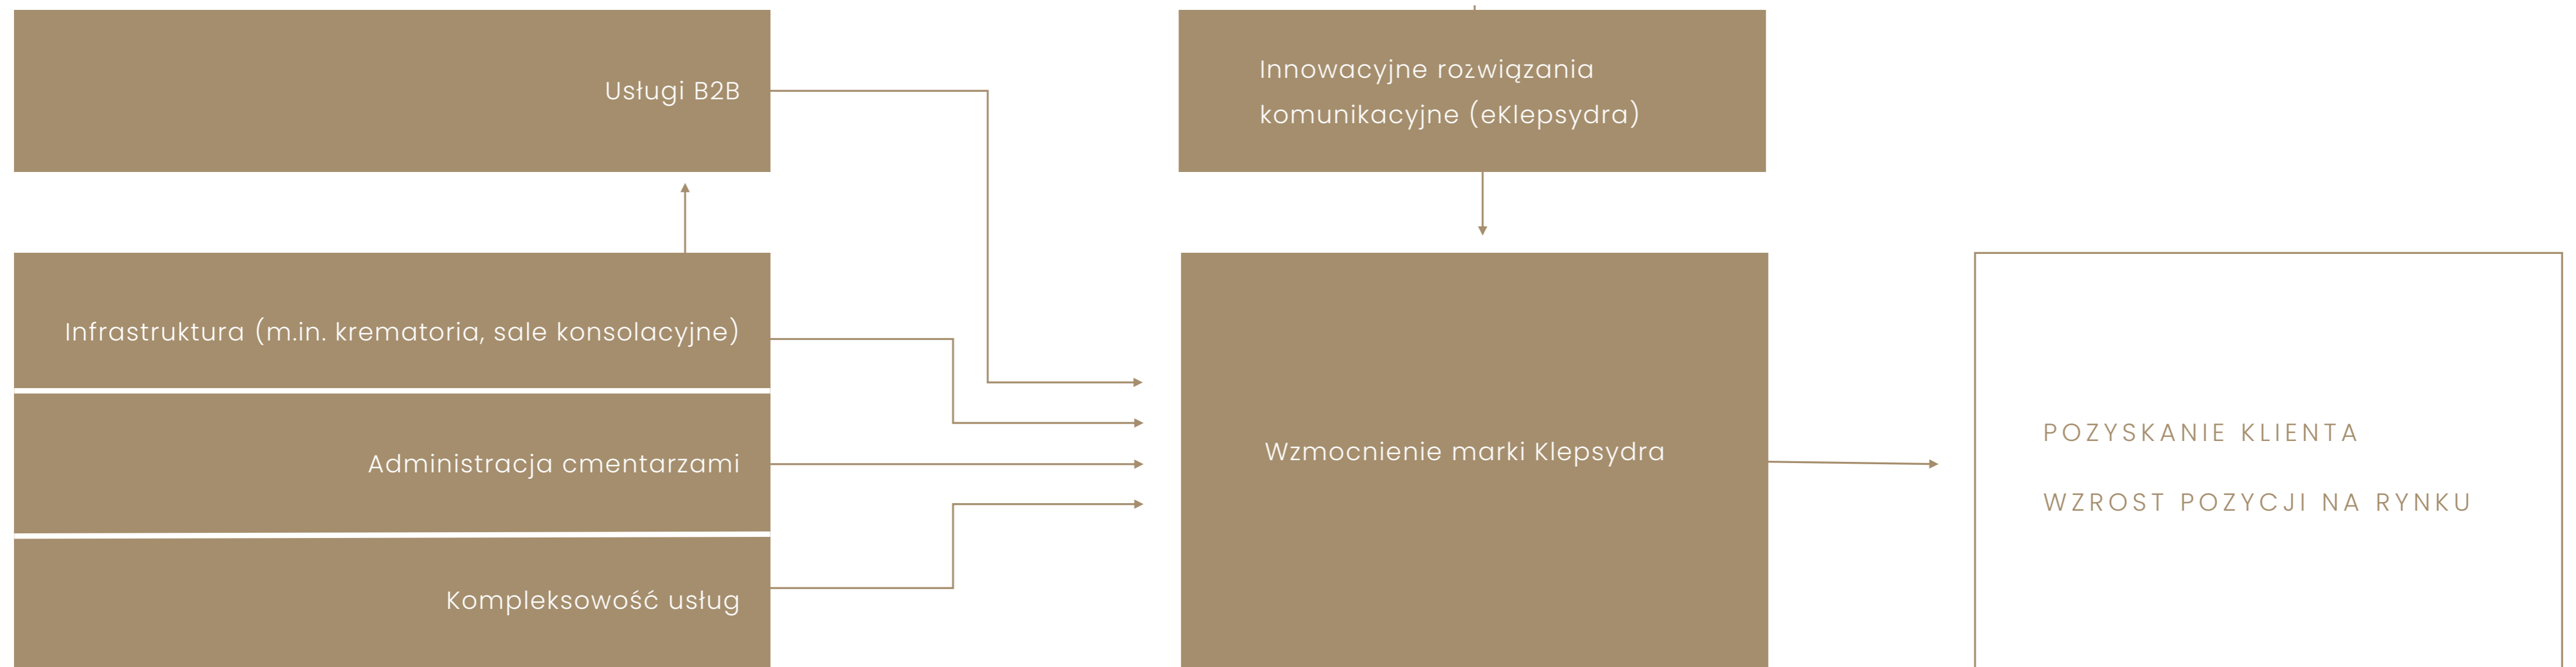 Usługi B2B
Innowacyjne rozwiązania
komunikacyjne (eKlepsydra)
Infrastruktura (m.in. krematoria, sale konsolacyjne)
Administracja cmentarzami
Kompleksowość usług
Wzmocnienie marki Klepsydra
POZYSKANIE KLIENTA
WZROST POZYCJI NA RYNKU